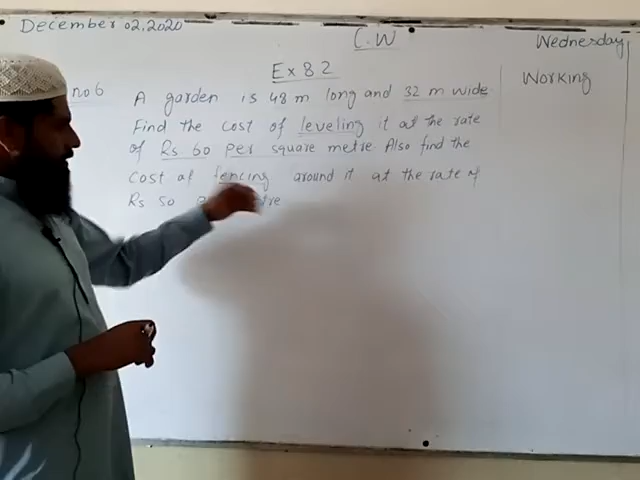 December 02,2020
C.W
Wednesday
Ex 8 2
Working
no 6
A garden is 48 m long and 32 m wide
Find the cost of leveling it at the rate
of Rs 60 per square metre Also find the
cost of fencing around it at the rate of
Rs 50